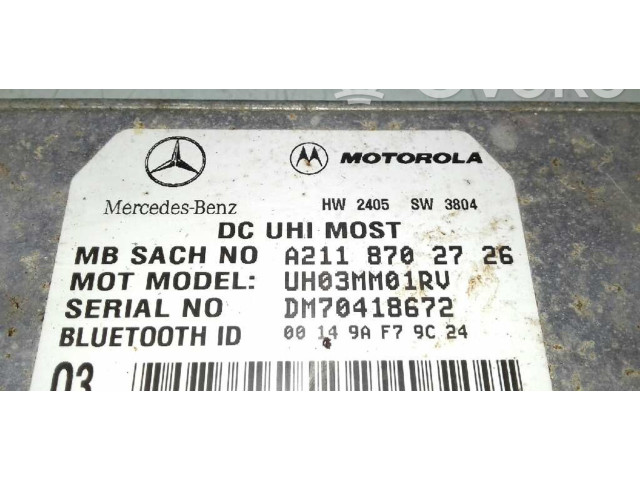 MOTOROLA
Mercedes-Benz
HW 2405 SW 3804
DC UHI MOST
MB SACH NO A211 870 27 26
MOT MODEL: UH03MM01RV
SERIAL NO DM70418672
BLUETOOTH ID 00 14 9A F7 9C 24
03